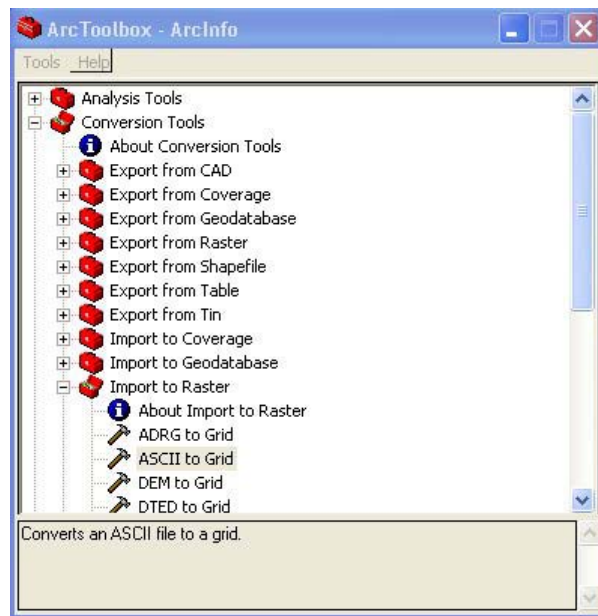 ArcToolbox - ArcInfo
Tools Help
Analysis Tools
Conversion Tools
About Conversion Tools
Export from CAD
Export from Coverage
Export from Geodatabase
Export from Raster
Export from Shapefile
Export from Table
Export from Tin
Import to Coverage
Import to Geodatabase
Import to Raster
About Import to Raster
ADRG to Grid
ASCII to Grid
DEM to Grid
DTED to Grid
Converts an ASCII file to a grid.